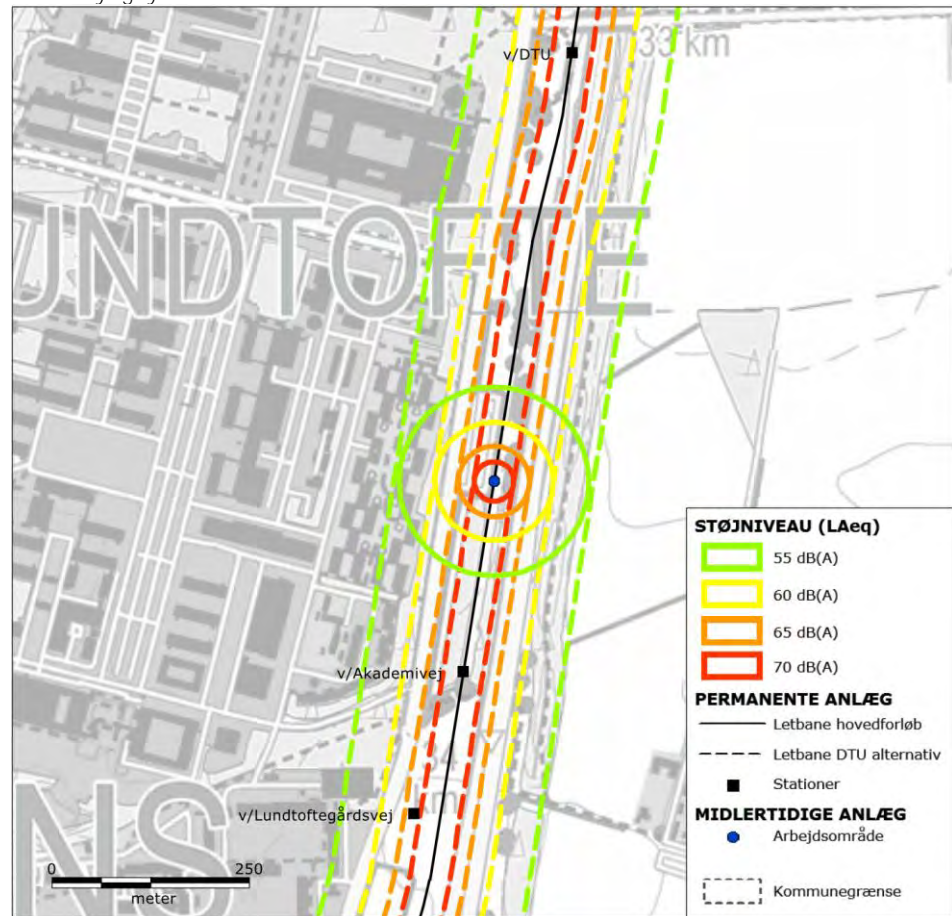 v/DTU
33 km
UNDTOFTE
v/Akademivej
v/Lundtoftegårdsvej
NS
0 250
meter
STØJNIVEAU (LAeq)
55 dB(A)
60 dB(A)
65 dB(A)
70 dB(A)
PERMANENTE ANLÆG
Letbane hovedforløb
Letbane DTU alternativ
Stationer
MIDLERTIDIGE ANLÆG
Arbejdsområde
Kommunegrænse